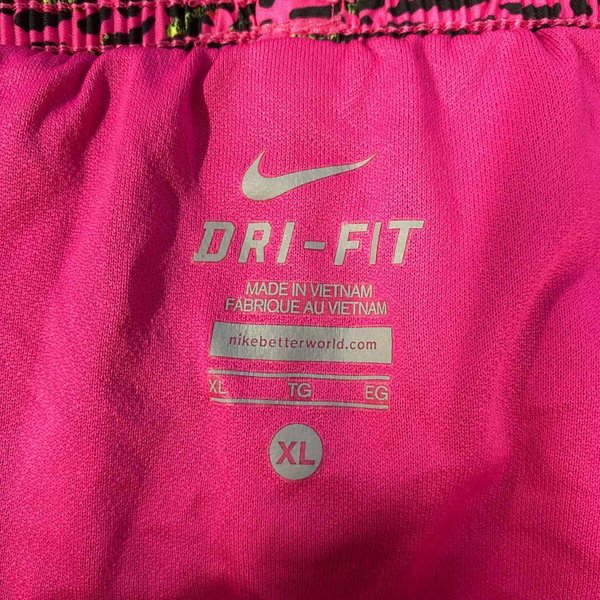 DRI-FIT
MADE IN VIETNAM
FABRIQUE AU VIETNAM
nikebetterworld.com
XL TG EG
XL